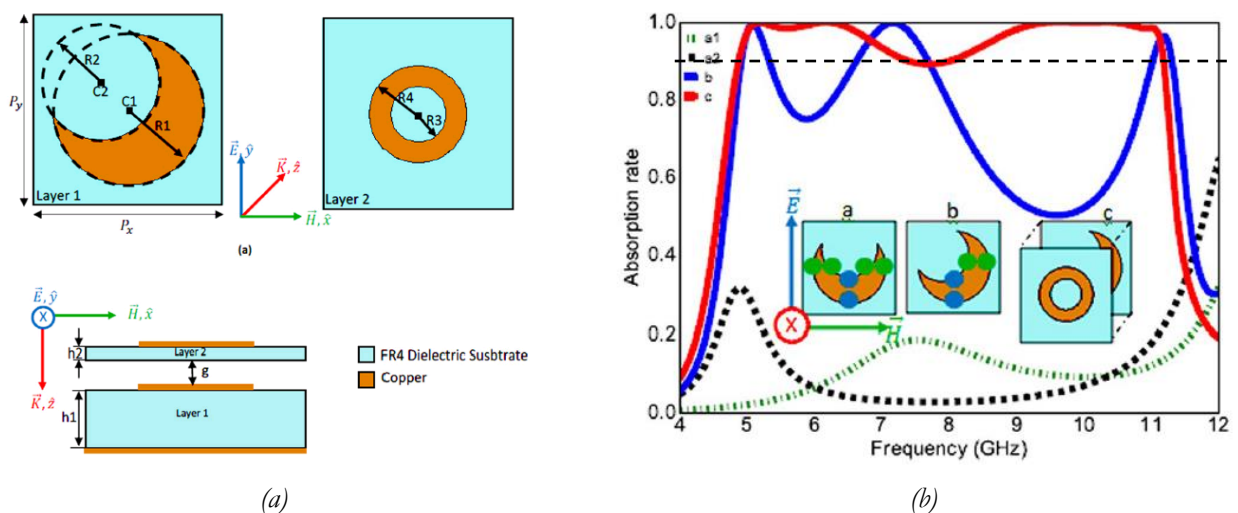 R2
C2
C1
R1
P_y
Layer 1
P_x
E⃗, ŷ
K⃗, ẑ
H⃗, x̂
R4
R3
Layer 2
(a)
E⃗, ŷ
X
H⃗, x̂
K⃗, ẑ
h2
Layer 2
g
h1
Layer 1
FR4 Dielectric Susbtrate
Copper
(a)
Absorption rate
1.0
0.8
0.6
0.4
0.2
0.0
a1
a2
b
c
E⃗
a
b
c
X
H⃗
4
5
6
7
8
9
10
11
12
Frequency (GHz)
(b)